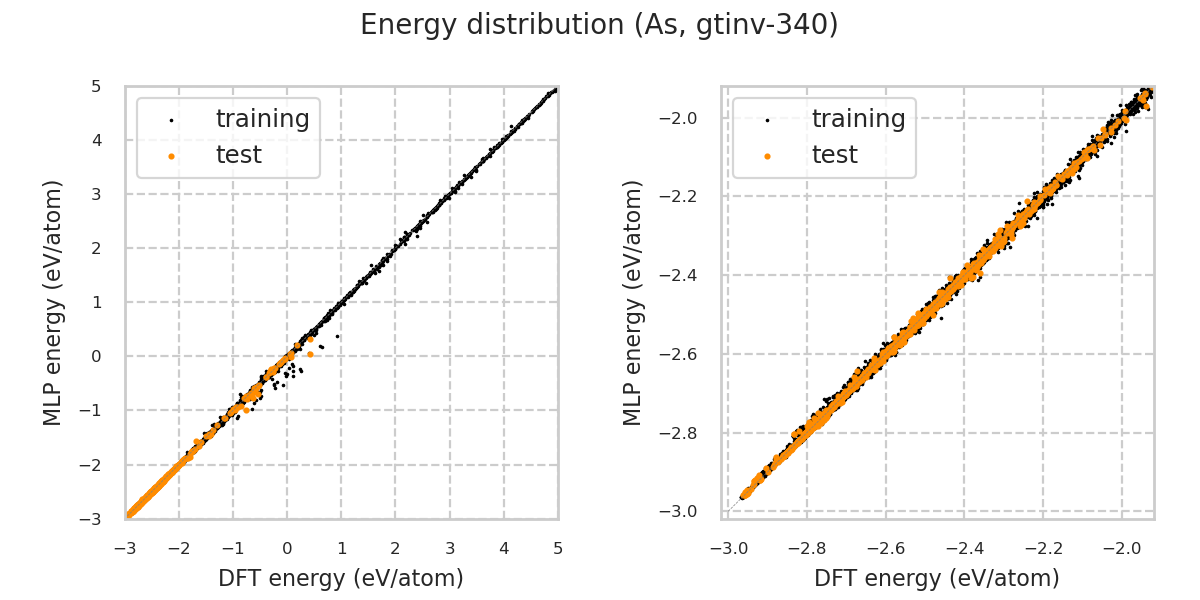 Energy distribution (As, gtinv-340)
training
test
5
4
3
2
1
0
−1
−2
−3
−3 −2 −1 0 1 2 3 4 5
DFT energy (eV/atom)
MLP energy (eV/atom)
training
test
−2.0
−2.2
−2.4
−2.6
−2.8
−3.0
−3.0 −2.8 −2.6 −2.4 −2.2 −2.0
DFT energy (eV/atom)
MLP energy (eV/atom)